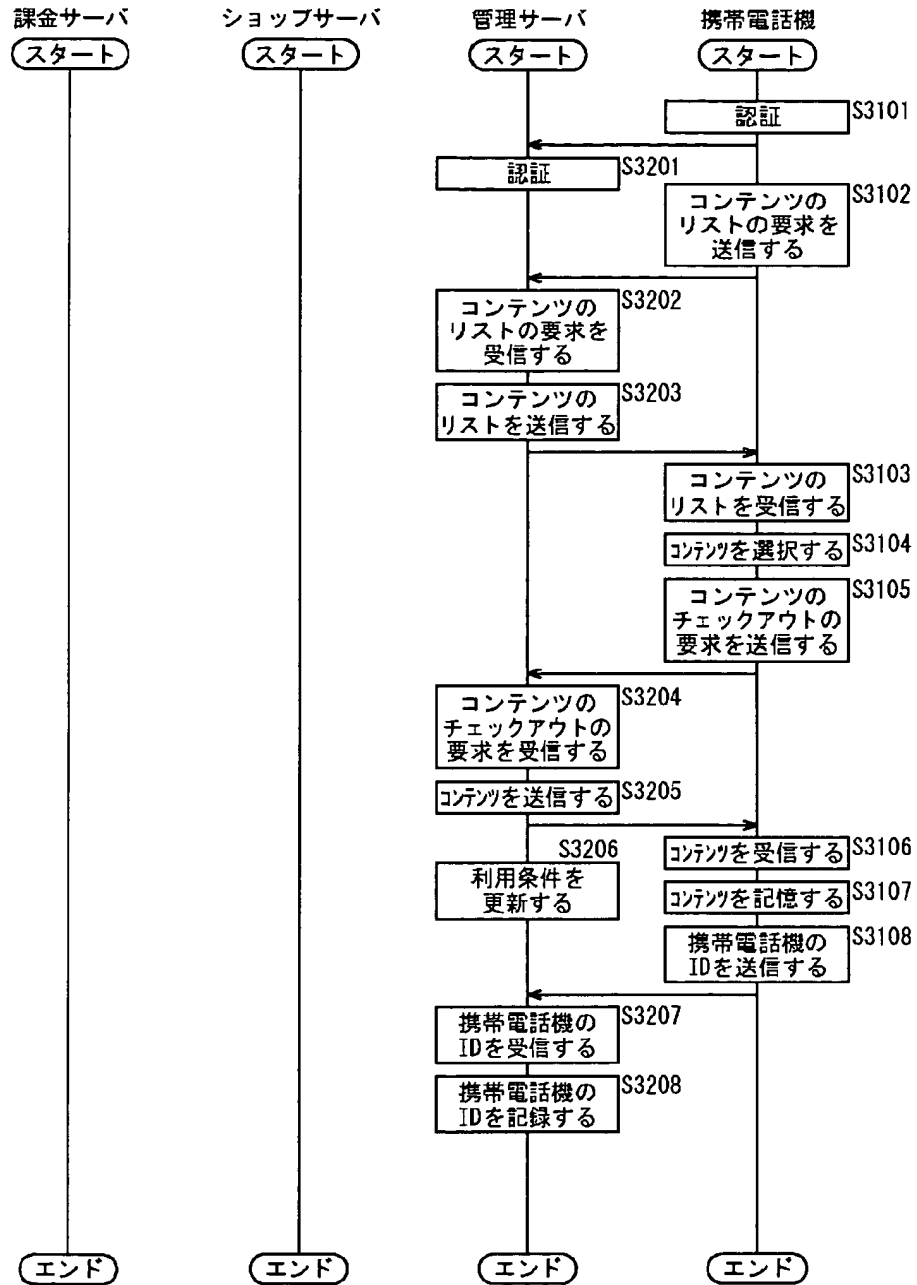 課金サーバ
ショップサーバ
管理サーバ
携帯電話機
スタート
スタート
スタート
スタート
認証
S3101
認証
S3201
コンテンツの
リストの要求を
送信する
S3102
コンテンツの
リストの要求を
受信する
S3202
コンテンツの
リストを送信する
S3203
コンテンツの
リストを受信する
S3103
コンテンツを選択する
S3104
コンテンツの
チェックアウトの
要求を送信する
S3105
コンテンツの
チェックアウトの
要求を受信する
S3204
コンテンツを送信する
S3205
コンテンツを受信する
S3106
S3206
利用条件を
更新する
コンテンツを記憶する
S3107
携帯電話機の
IDを送信する
S3108
携帯電話機の
IDを受信する
S3207
携帯電話機の
IDを記録する
S3208
エンド
エンド
エンド
エンド